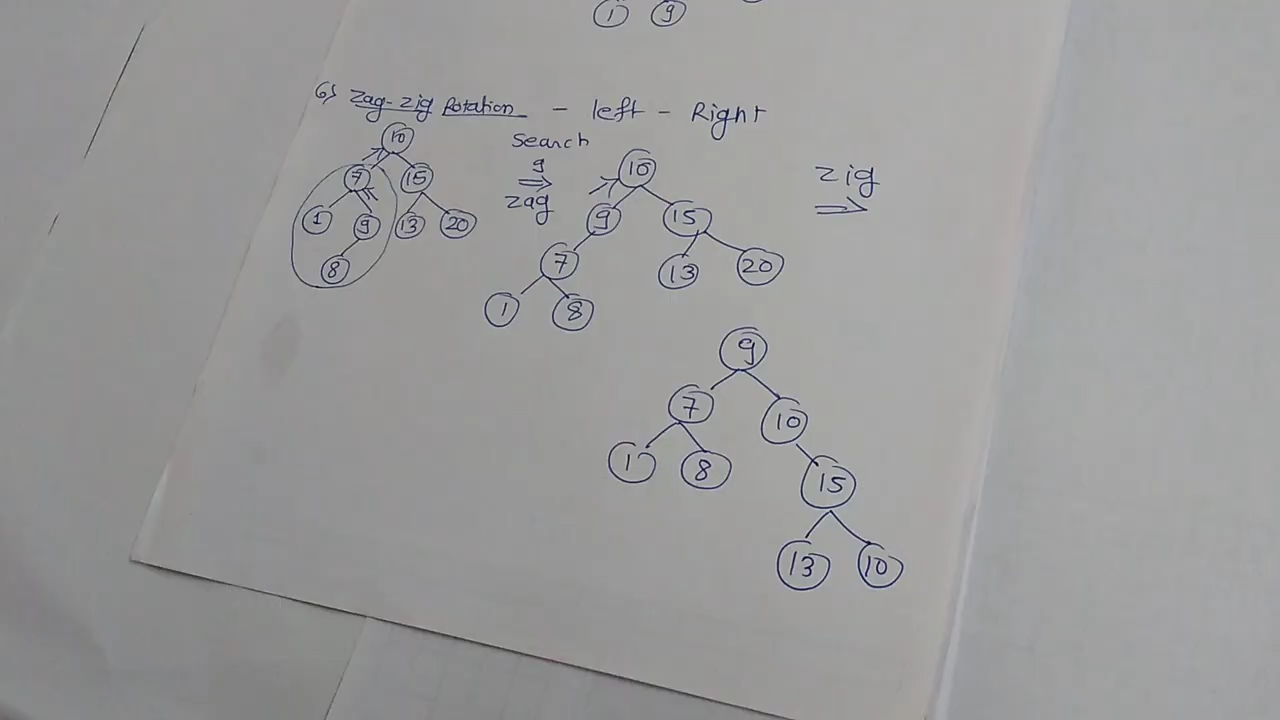 1 9
6) Zag-zig Rotation - left - Right
Search
9
zag
zig
10
7 15
1 9 13 20
8
10
9 15
7 13 20
1 8
9
7 10
1 8 15
13 10